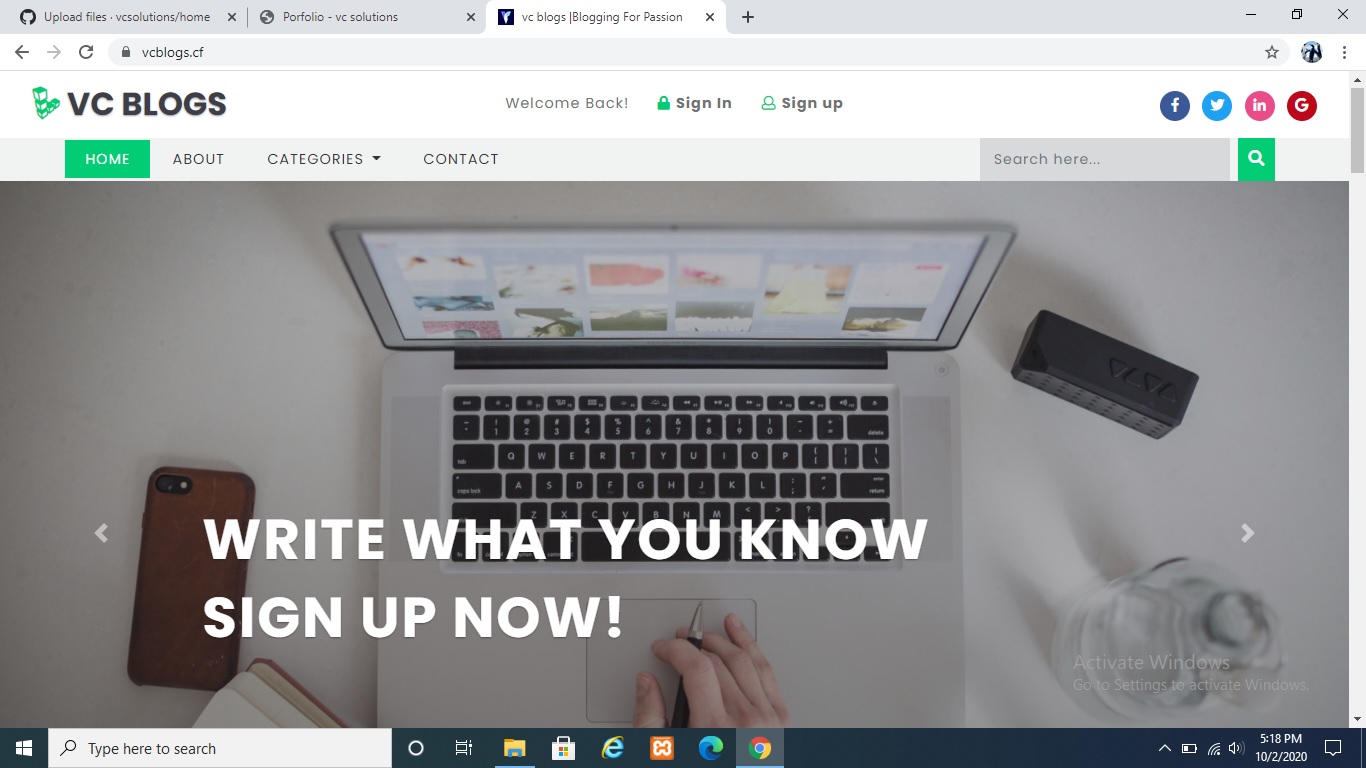 Upload files · vcsolutions/home
Porfolio - vc solutions
vc blogs |Blogging For Passion
vcblogs.cf
VC BLOGS
Welcome Back!
Sign In
Sign up
HOME
ABOUT
CATEGORIES
CONTACT
Search here...
WRITE WHAT YOU KNOW
SIGN UP NOW!
Activate Windows
Go to Settings to activate Windows.
Type here to search
5:18 PM
10/2/2020